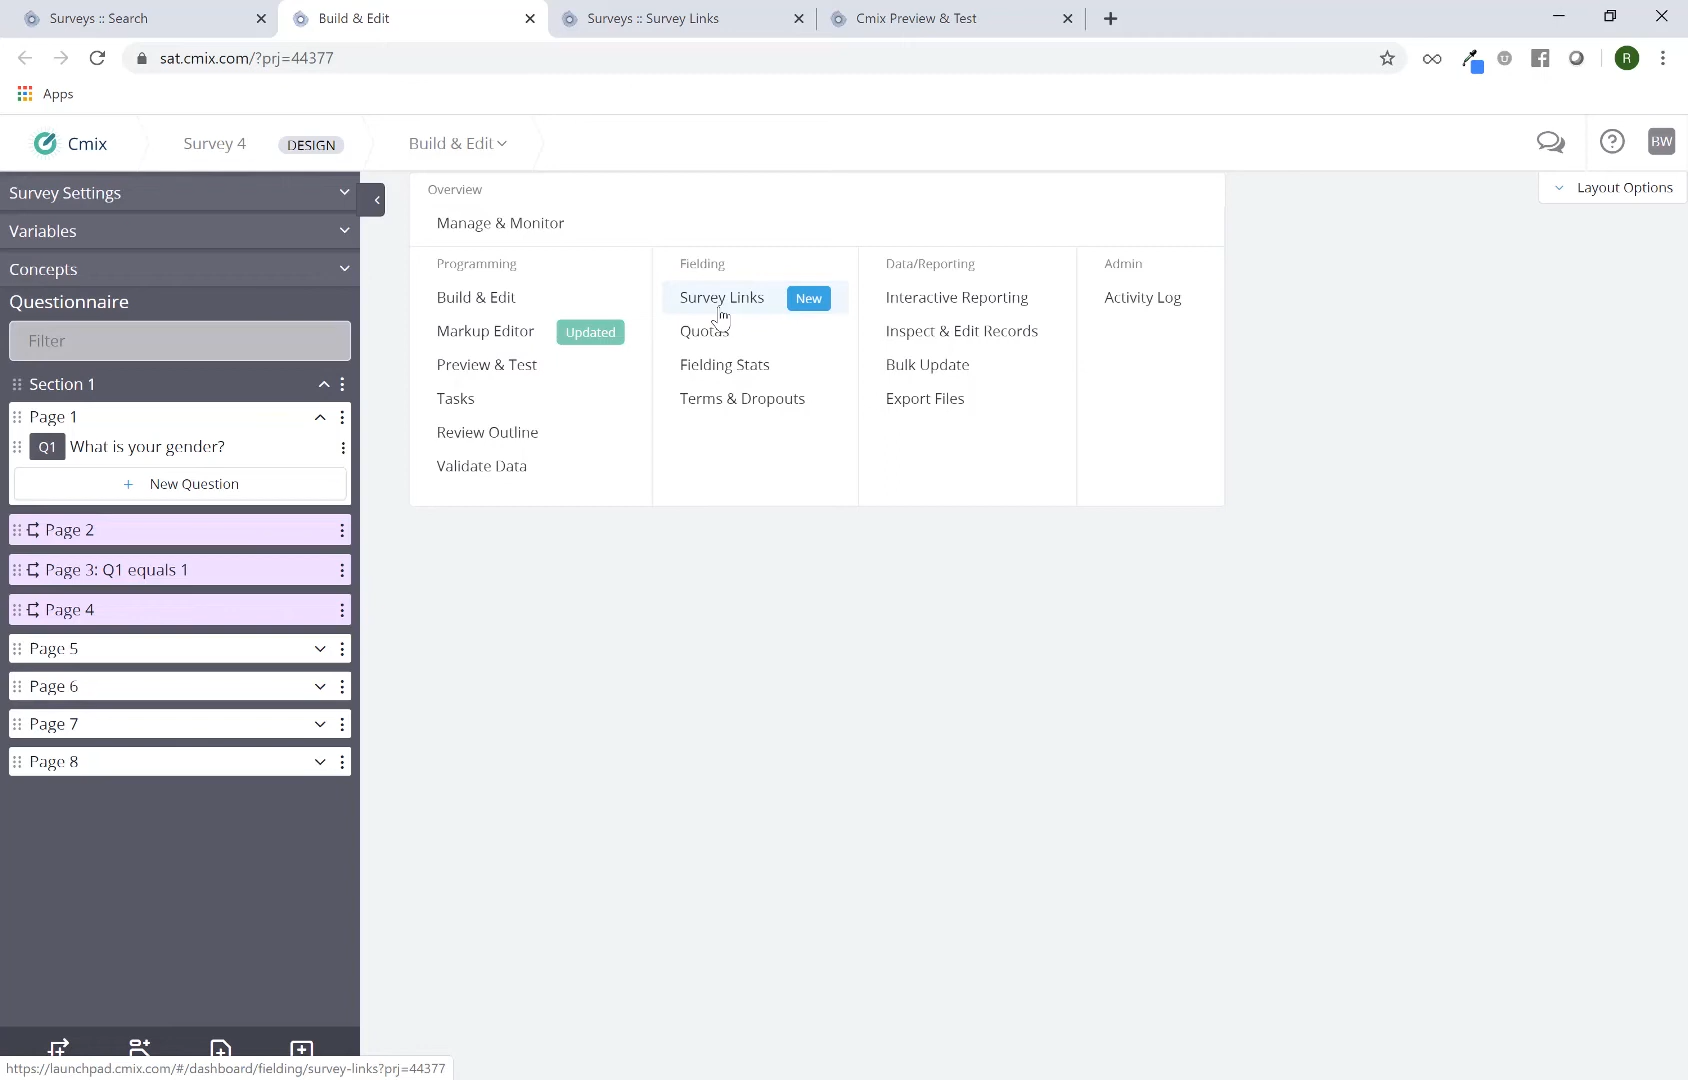 Surveys :: Search
Build & Edit
Surveys :: Survey Links
Cmix Preview & Test
sat.cmix.com/?prj=44377
R
Apps
Cmix
Survey 4
DESIGN
Build & Edit
BW
Survey Settings
Variables
Concepts
Questionnaire
Filter
Section 1
Page 1
Q1 What is your gender?
+ New Question
Page 2
Page 3: Q1 equals 1
Page 4
Page 5
Page 6
Page 7
Page 8
Overview
Manage & Monitor
Programming
Build & Edit
Markup Editor Updated
Preview & Test
Tasks
Review Outline
Validate Data
Fielding
Survey Links New
Quotas
Fielding Stats
Terms & Dropouts
Data/Reporting
Interactive Reporting
Inspect & Edit Records
Bulk Update
Export Files
Admin
Activity Log
Layout Options
https://launchpad.cmix.com/#/dashboard/fielding/survey-links?prj=44377